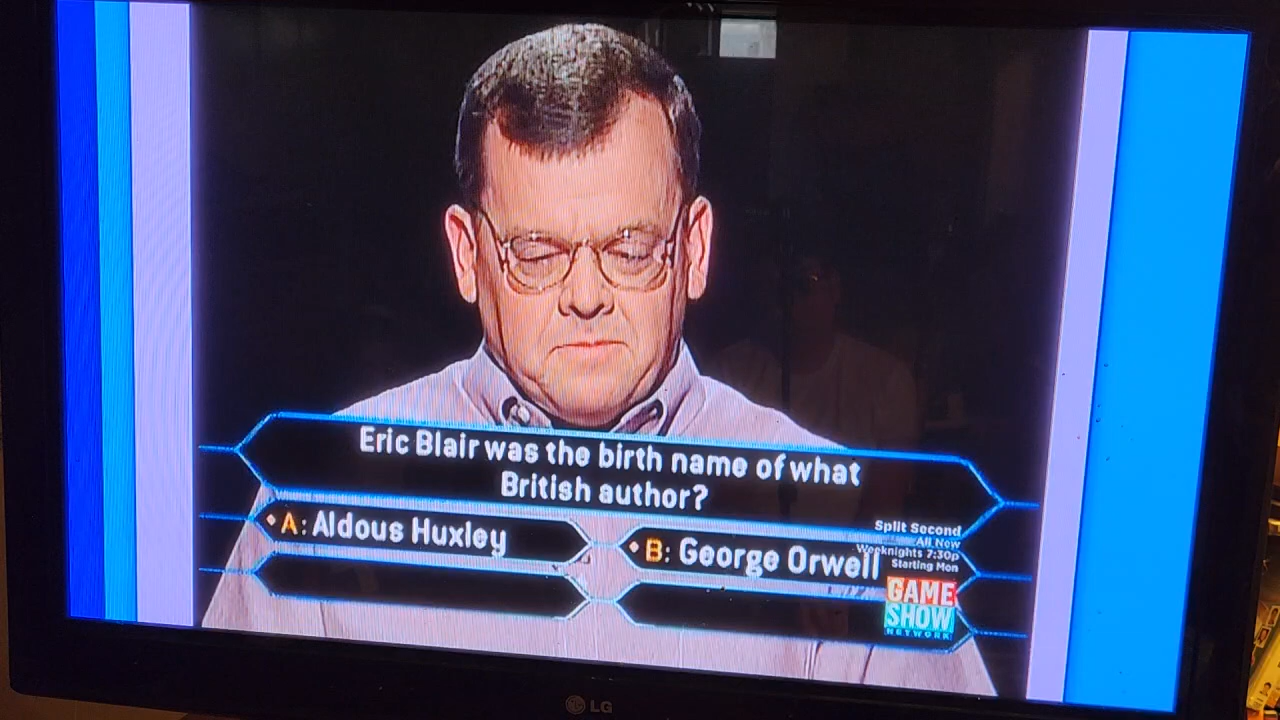 Eric Blair was the birth name of what
British author?
A: Aldous Huxley
B: George Orwell
Split Second
All New
Weeknights 7:30p
Starting Mon
GAME
SHOW
NETWORK
LG